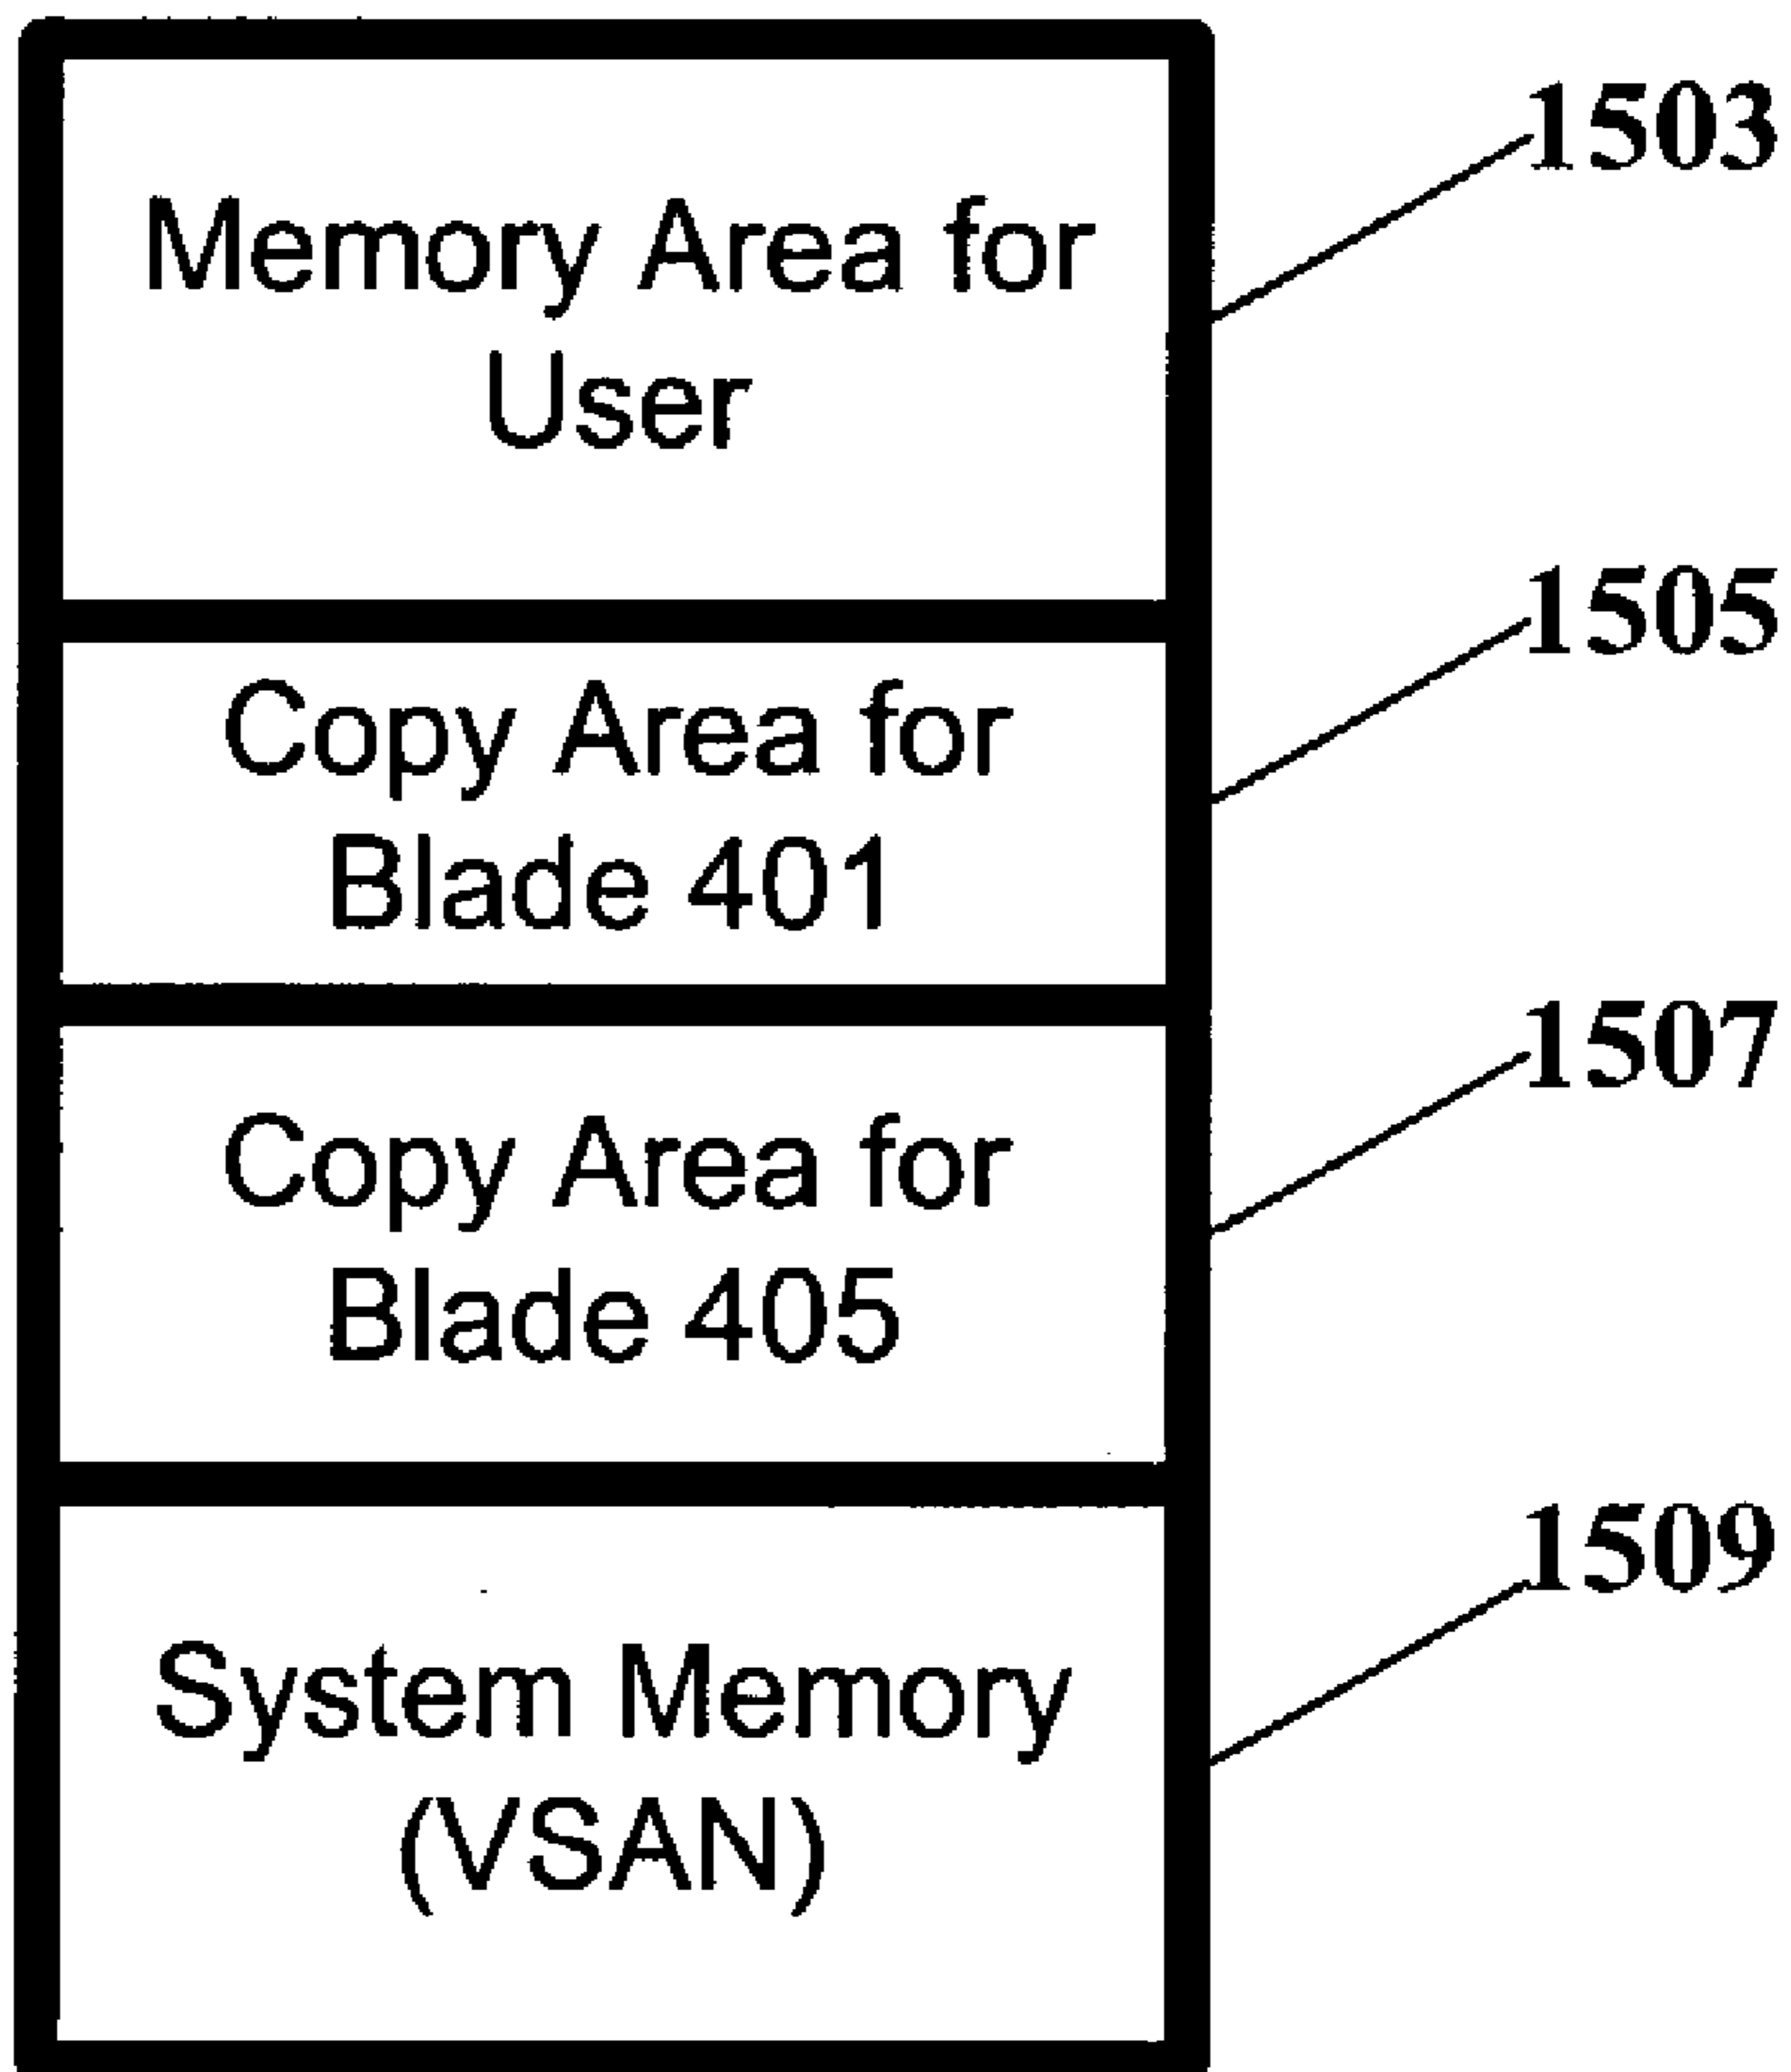 1503
Memory Area for
User
1505
Copy Area for
Blade 401
1507
Copy Area for
Blade 405
1509
System Memory
(VSAN)